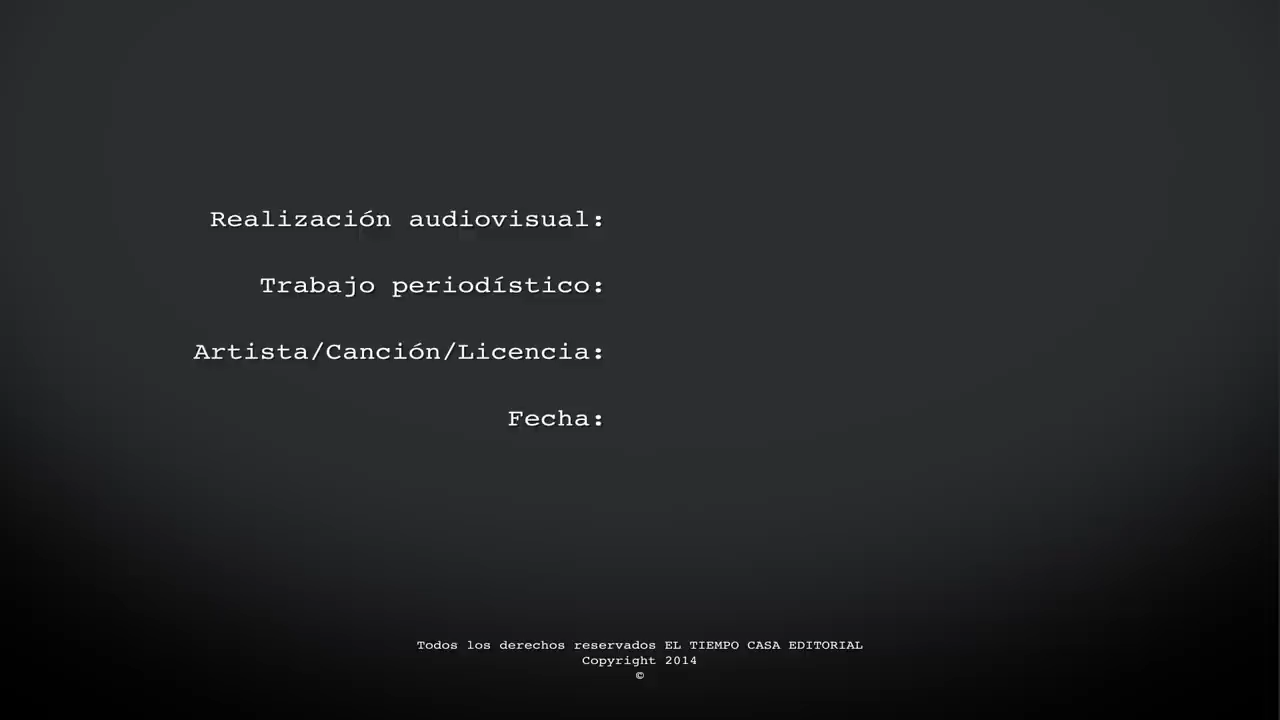 Realización audiovisual:
Trabajo periodístico:
Artista/Canción/Licencia:
Fecha:
Todos los derechos reservados EL TIEMPO CASA EDITORIAL
Copyright 2014
©